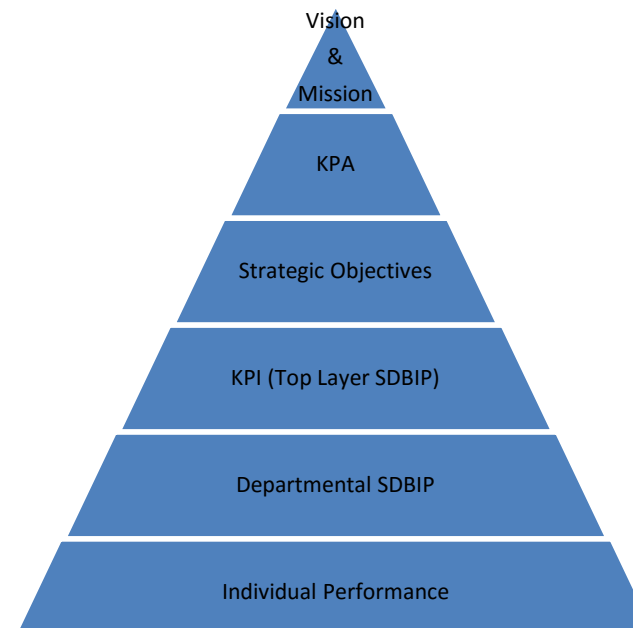 Vision
&
Mission
KPA
Strategic Objectives
KPI (Top Layer SDBIP)
Departmental SDBIP
Individual Performance